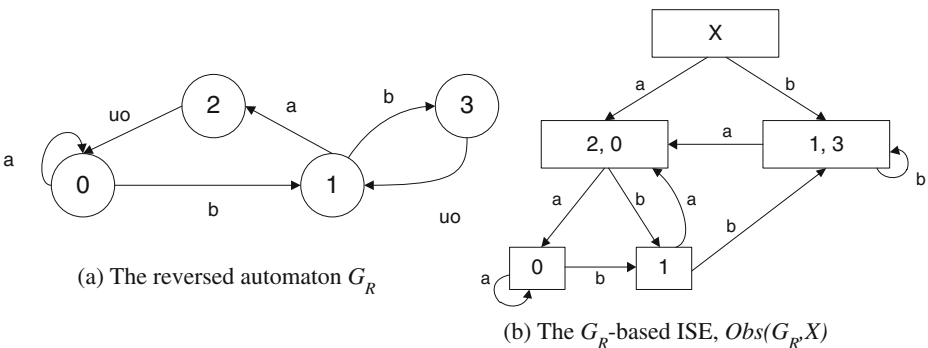 X
a
b
2
3
b
a
uo
a
2, 0
a
1, 3
b
a
0
1
b
uo
a
b
a
b
a
0
b
1
(a) The reversed automaton G_R
(b) The G_R-based ISE, Obs(G_R,X)